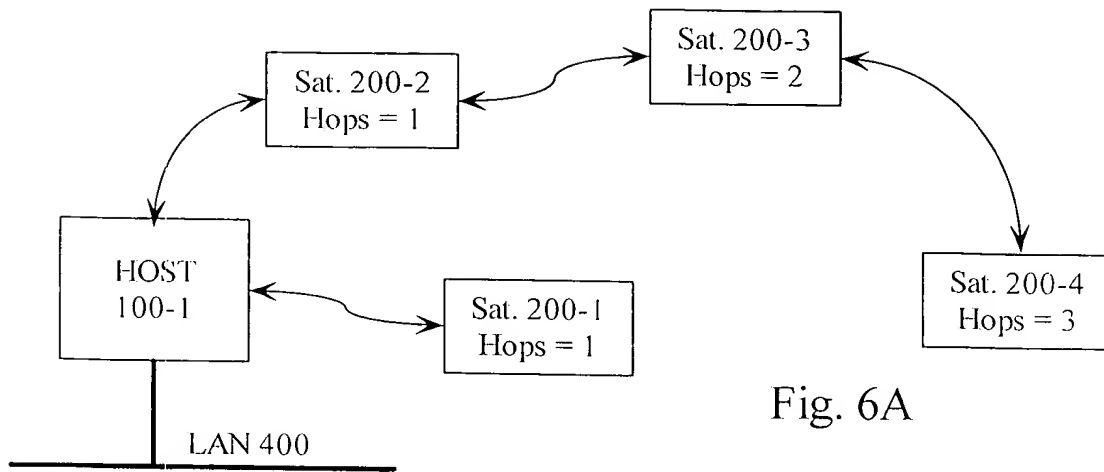 Sat. 200-3
Hops = 2
Sat. 200-2
Hops = 1
HOST
100-1
Sat. 200-1
Hops = 1
Sat. 200-4
Hops = 3
Fig. 6A
LAN 400